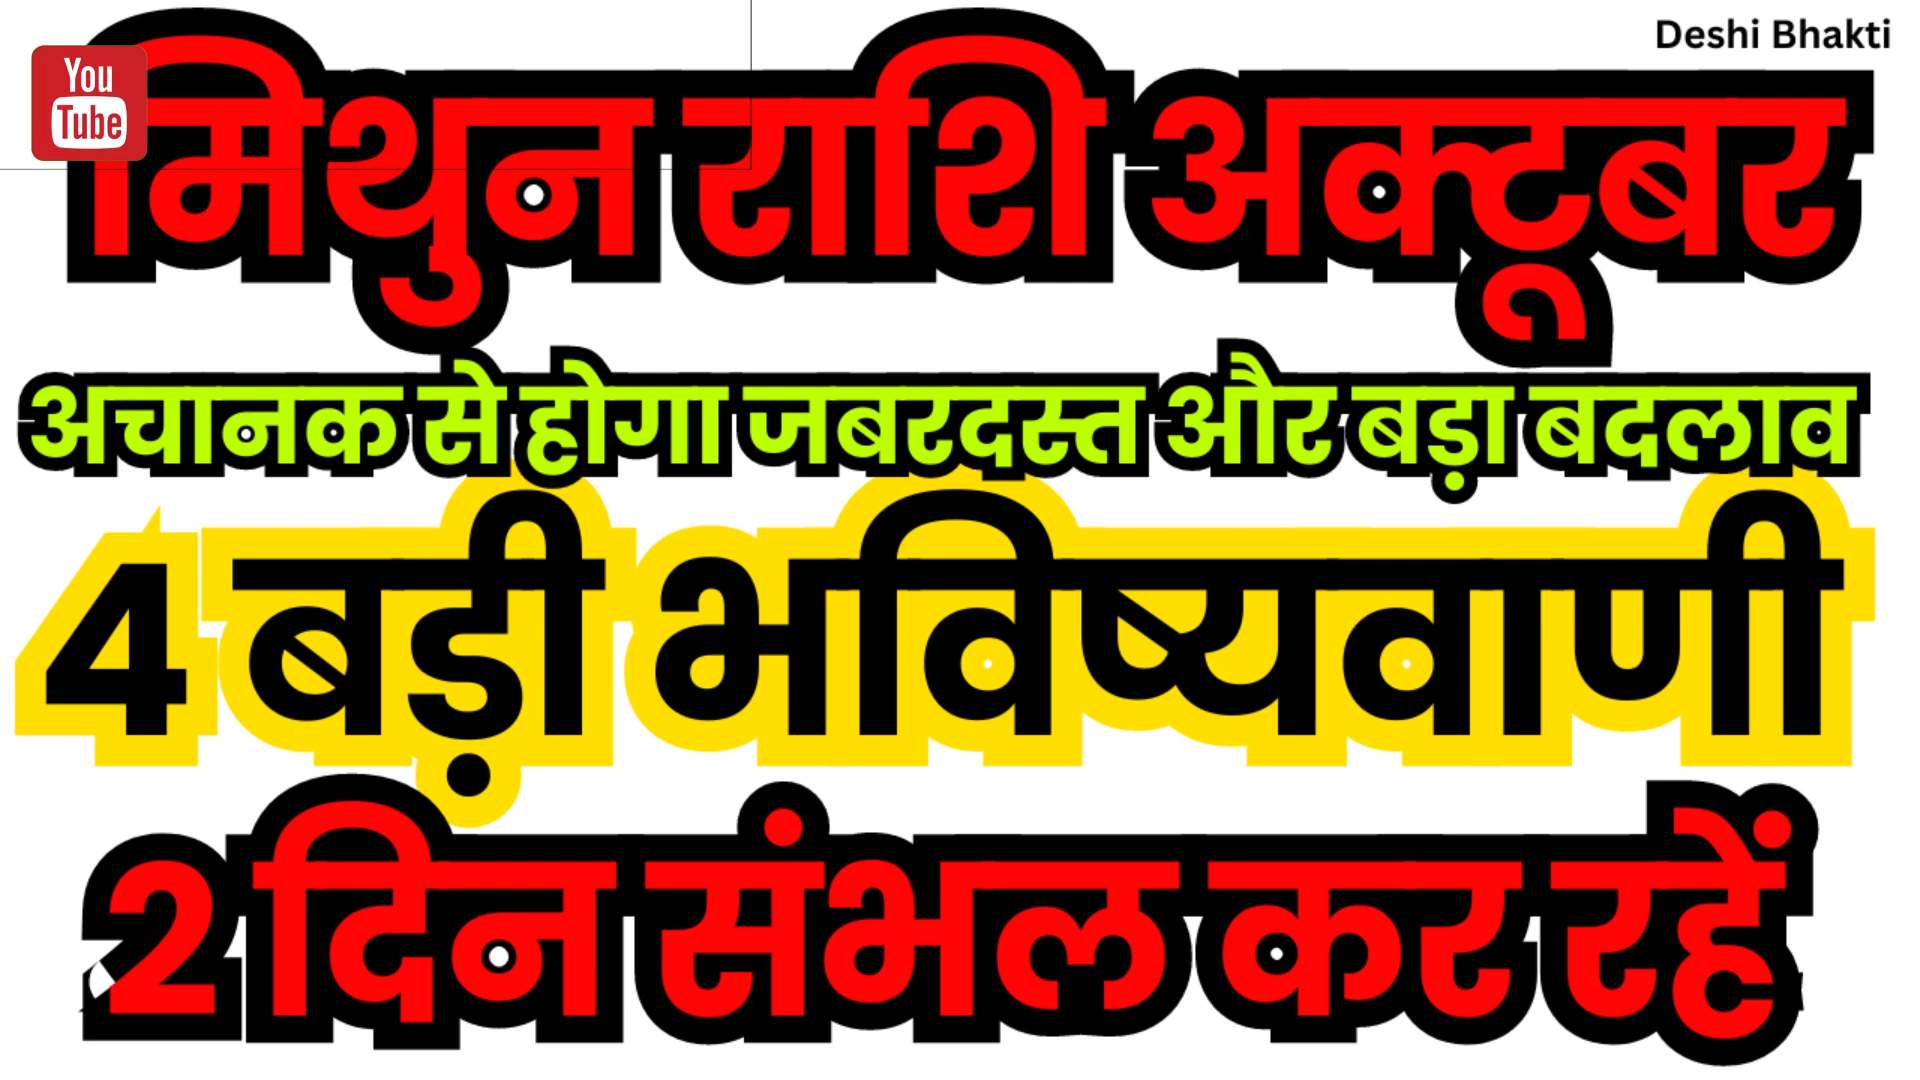 Deshi Bhakti
You
Tube
मिथुन राशि अक्टूबर
अचानक से होगा जबरदस्त और बड़ा बदलाव
4 बड़ी भविष्यवाणी
2 दिन संभल कर रहें